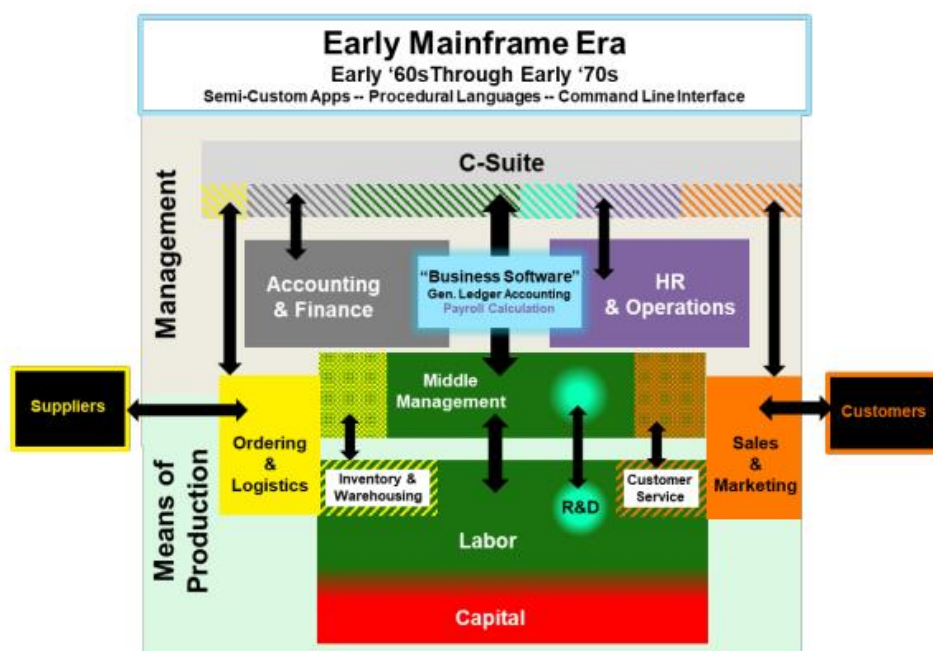 Early Mainframe Era
Early ‘60sThrough Early ‘70s
Semi-Custom Apps -- Procedural Languages -- Command Line Interface
Management
C-Suite
Accounting
& Finance
“Business Software”
Gen. Ledger Accounting
Payroll Calculation
HR
& Operations
Suppliers
Middle
Management
Customers
Means of
Production
Ordering
&
Logistics
Inventory &
Warehousing
R&D
Customer
Service
Sales
&
Marketing
Labor
Capital